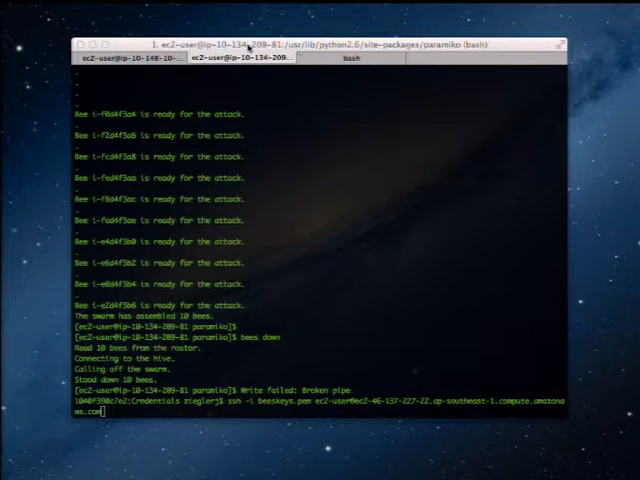 1. ec2-user@ip-10-134-209-81:/usr/lib/python2.6/site-packages/paramiko (bash)
ec2-user@ip-10-148-10-... ec2-user@ip-10-134-209... bash
.
.
.
Bee i-f0d4f3a4 is ready for the attack.
.
Bee i-f2d4f3a6 is ready for the attack.
.
Bee i-fcd4f3a8 is ready for the attack.
.
Bee i-fed4f3aa is ready for the attack.
.
Bee i-f8d4f3ac is ready for the attack.
.
Bee i-fad4f3ae is ready for the attack.
.
Bee i-e4d4f3b0 is ready for the attack.
.
Bee i-e6d4f3b2 is ready for the attack.
.
Bee i-e0d4f3b4 is ready for the attack.
.
Bee i-e2d4f3b6 is ready for the attack.
The swarm has assembled 10 bees.
[ec2-user@ip-10-134-209-81 paramiko]$
[ec2-user@ip-10-134-209-81 paramiko]$ bees down
Read 10 bees from the roster.
Connecting to the hive.
Calling off the swarm.
Stood down 10 bees.
[ec2-user@ip-10-134-209-81 paramiko]$ Write failed: Broken pipe
1040f390c7e2:Credentials zieglerj$ ssh -i beeskeys.pem ec2-user@ec2-46-137-227-22.ap-southeast-1.compute.amazona
ws.com